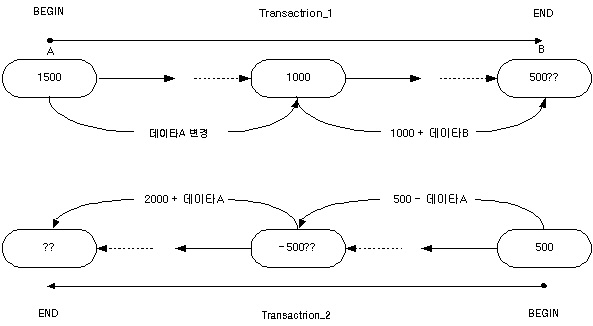 BEGIN Transactrion_1 END
A B
1500 1000 500??
데이타A 변경 1000 + 데이타B
2000 + 데이타A 500 - 데이타A
?? -500?? 500
END Transactrion_2 BEGIN